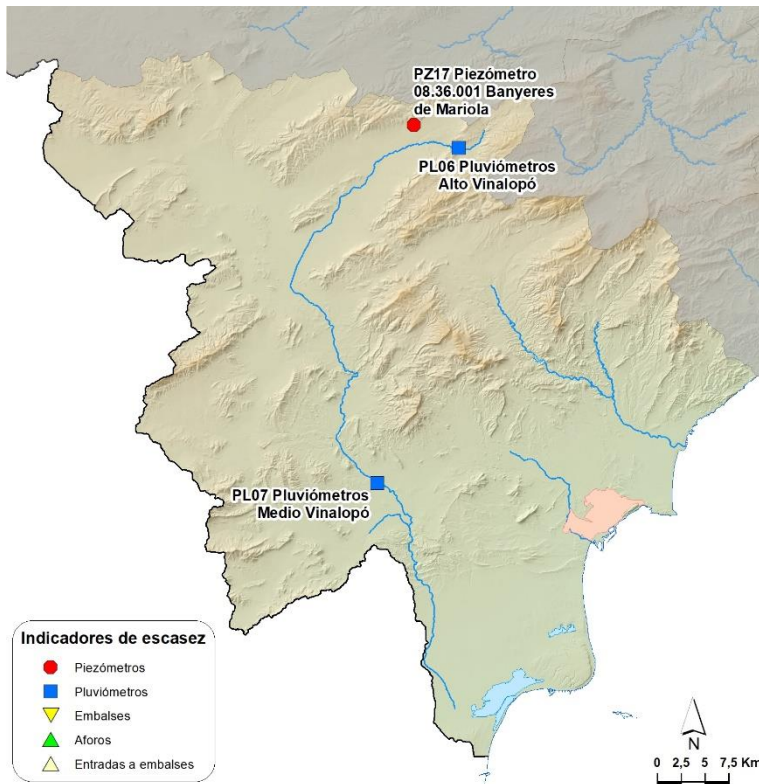 PZ17 Piezómetro
08.36.001 Banyeres
de Mariola
PL06 Pluviómetros
Alto Vinalopó
PL07 Pluviómetros
Medio Vinalopó
Indicadores de escasez
Piezómetros
Pluviómetros
Embalses
Aforos
Entradas a embalses
N
0 2,5 5 7,5 Km